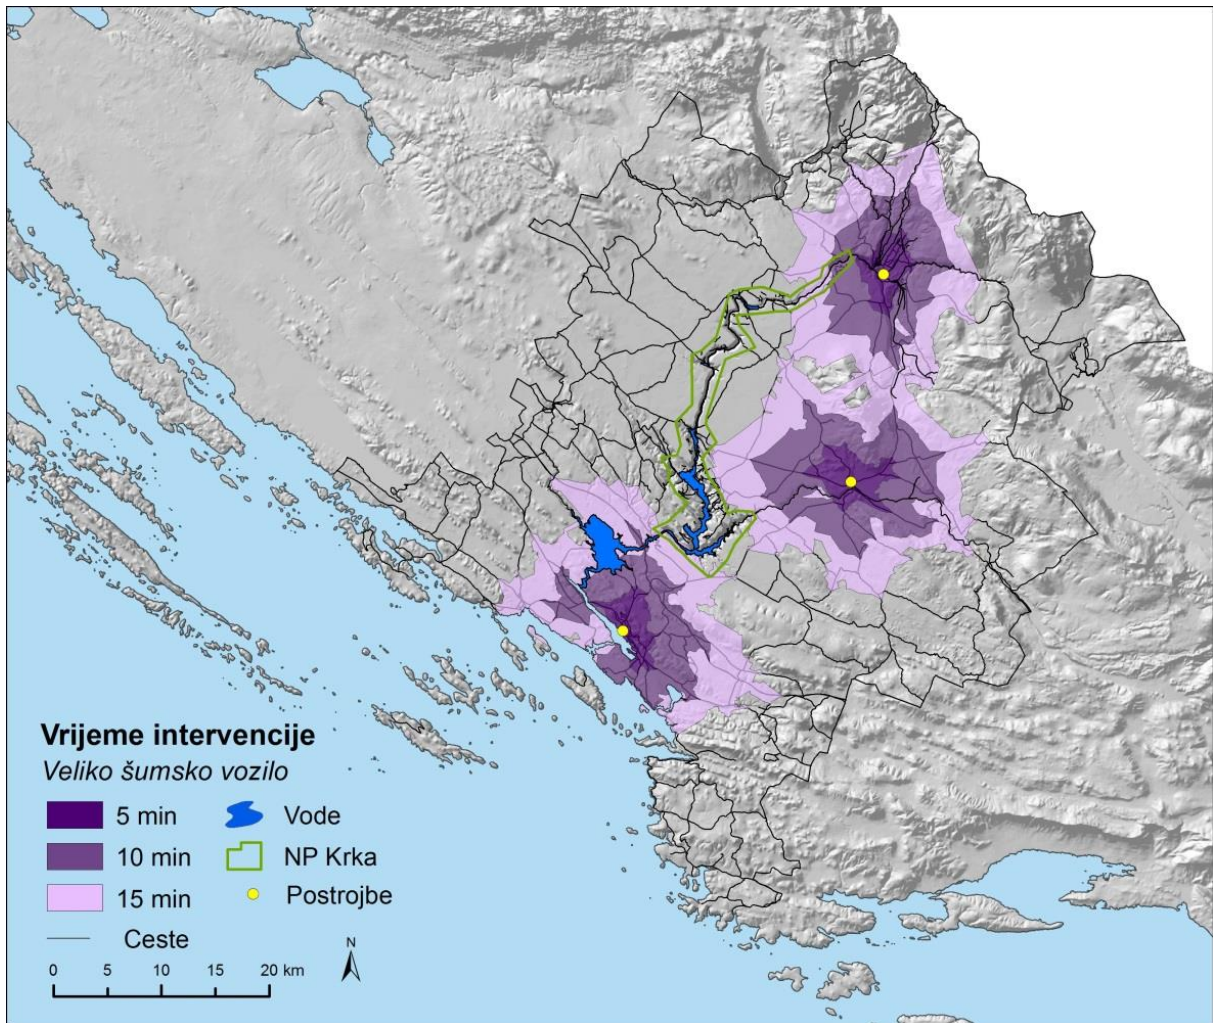 Vrijeme intervencije
Veliko šumsko vozilo
5 min
Vode
10 min
NP Krka
15 min
Postrojbe
Ceste
N
0 5 10 15 20 km